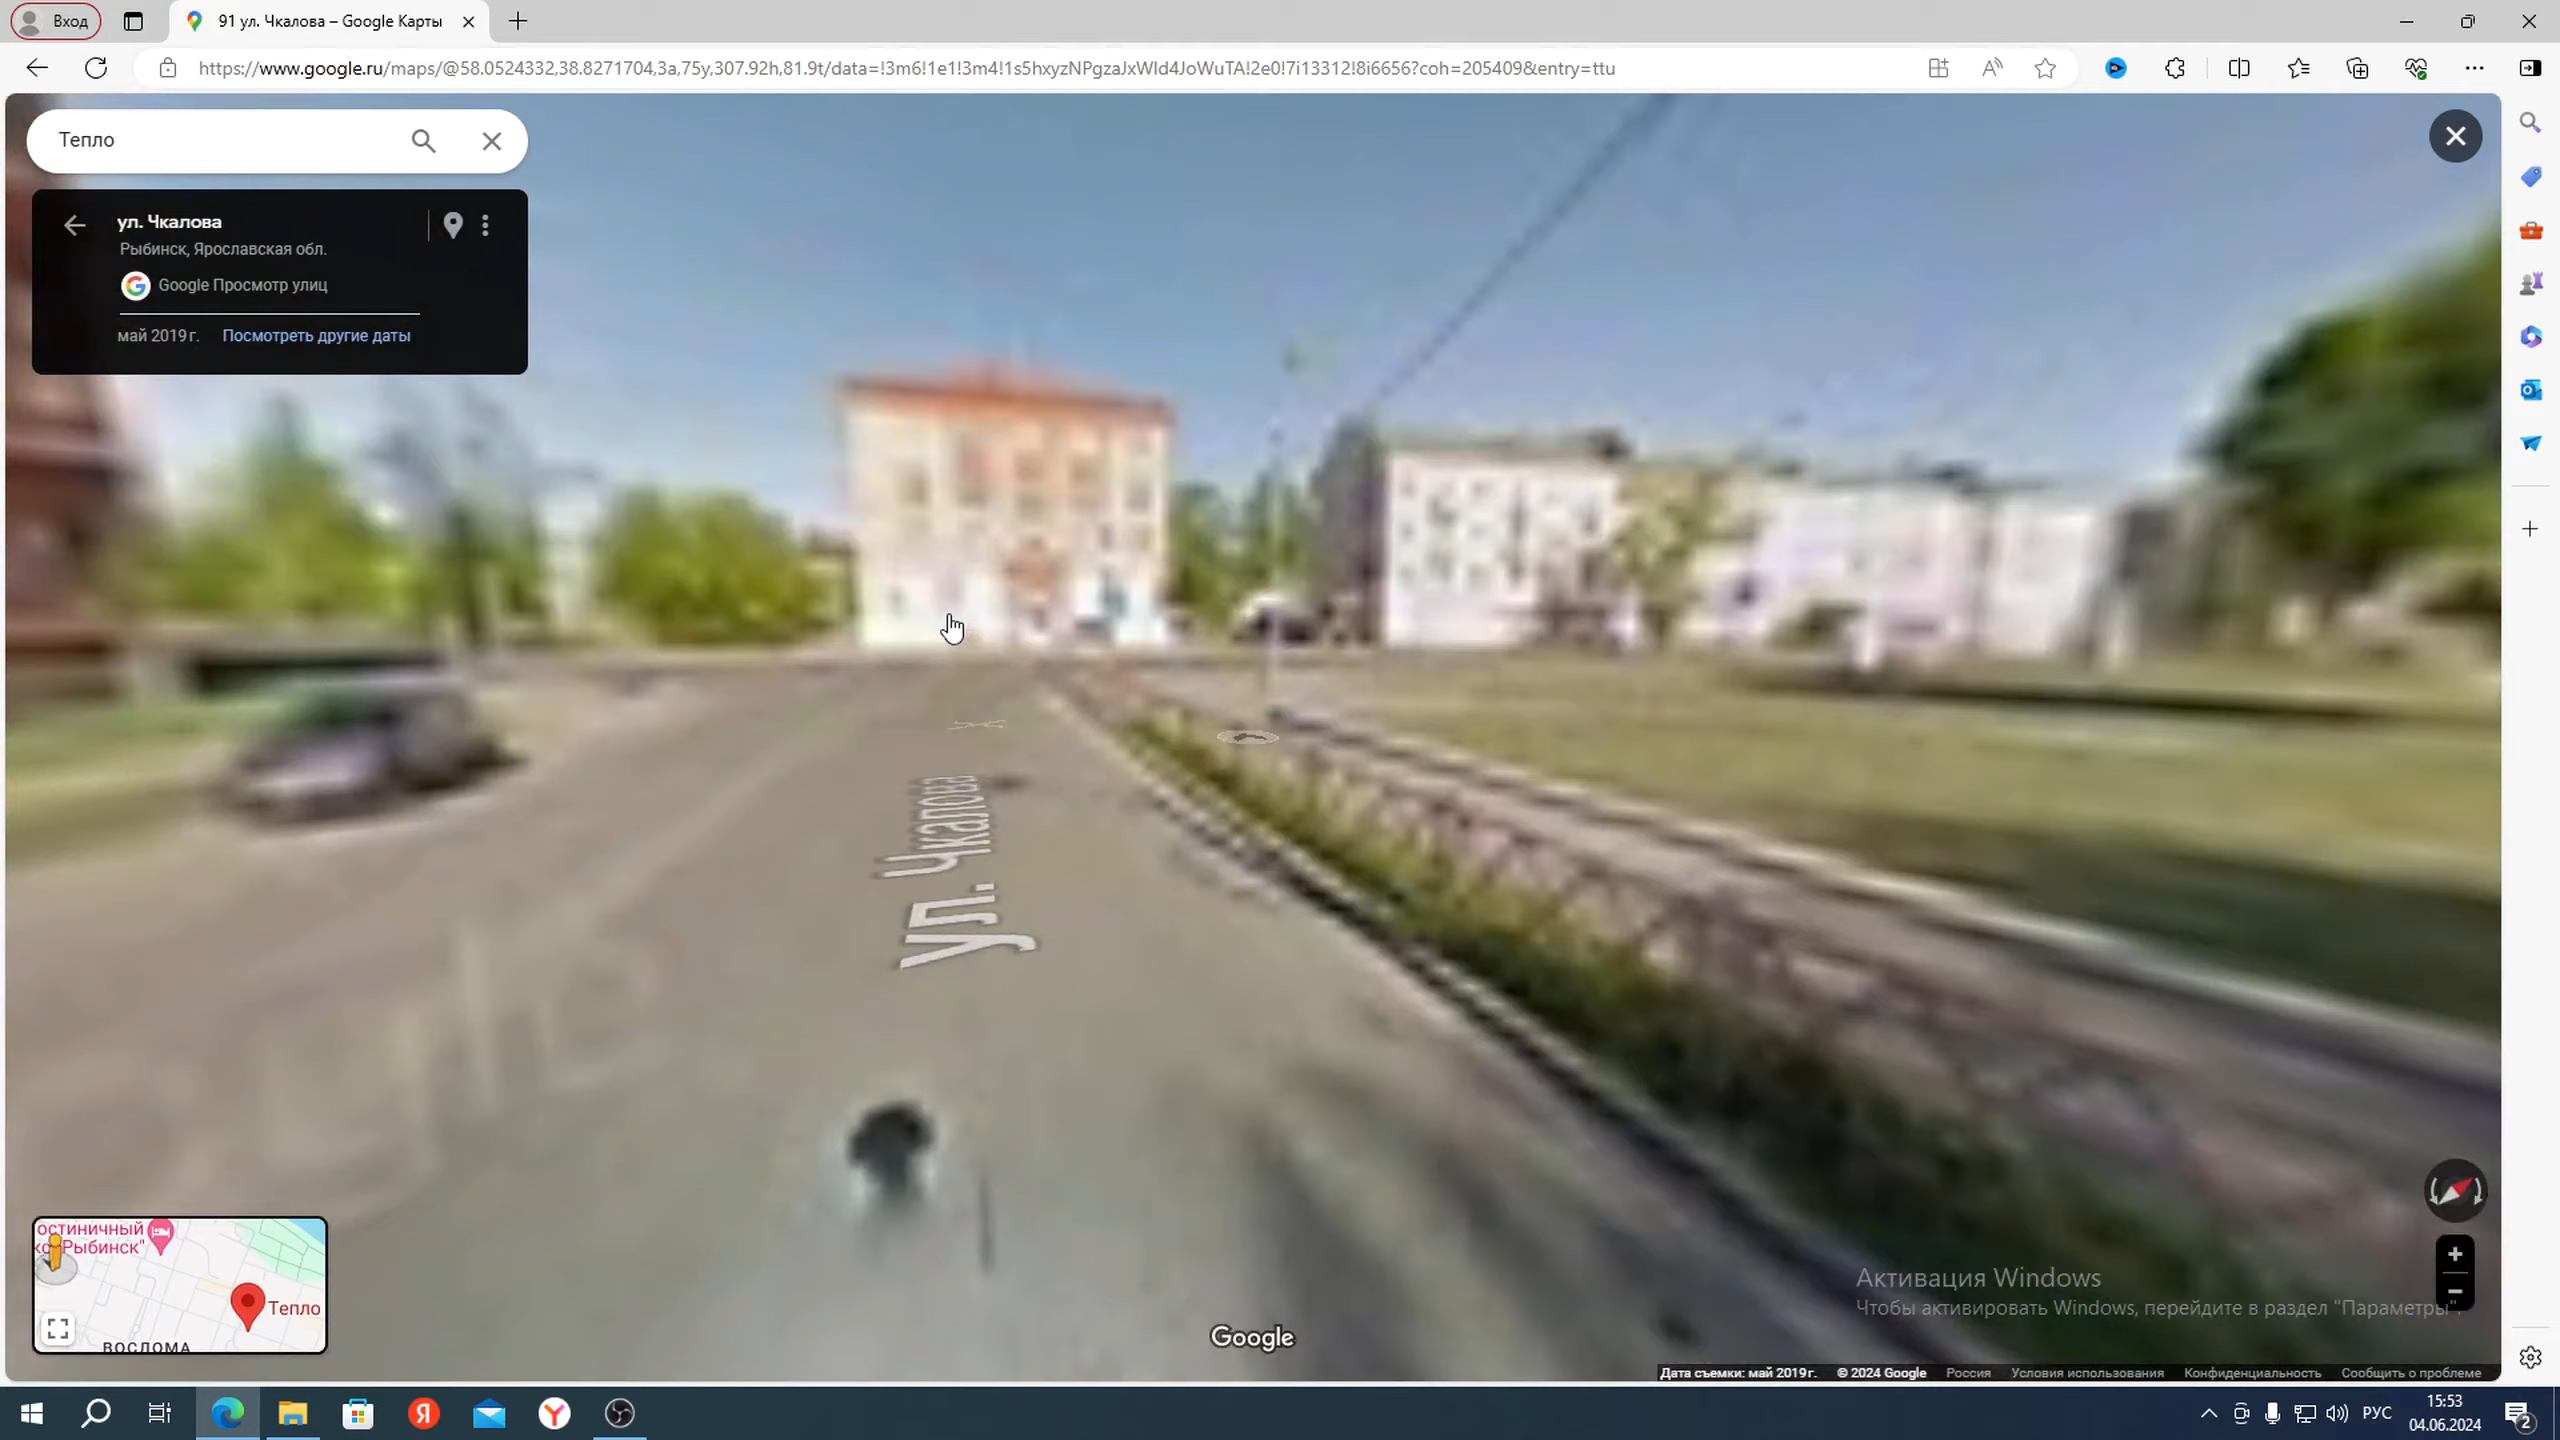 Вход
91 ул. Чкалова – Google Карты
https://www.google.ru/maps/@58.0524332,38.8271704,3a,75y,307.92h,81.9t/data=!3m6!1e1!3m4!1s5hxyzNPgzaJxWId4JoWuTA!2e0!7i13312!8i6656?coh=205409&entry=ttu
Тепло
ул. Чкалова
Рыбинск, Ярославская обл.
Google Просмотр улиц
май 2019 г. Посмотреть другие даты
ул. Чкалова
остиничный
Рыбинск"
Тепло
ВОСЛОМА
Активация Windows
Чтобы активировать Windows, перейдите в раздел "Параметры".
Google
Дата съемки: май 2019 г. © 2024 Google Россия Условия использования Конфиденциальность Сообщить о проблеме
РУС
15:53
04.06.2024
2